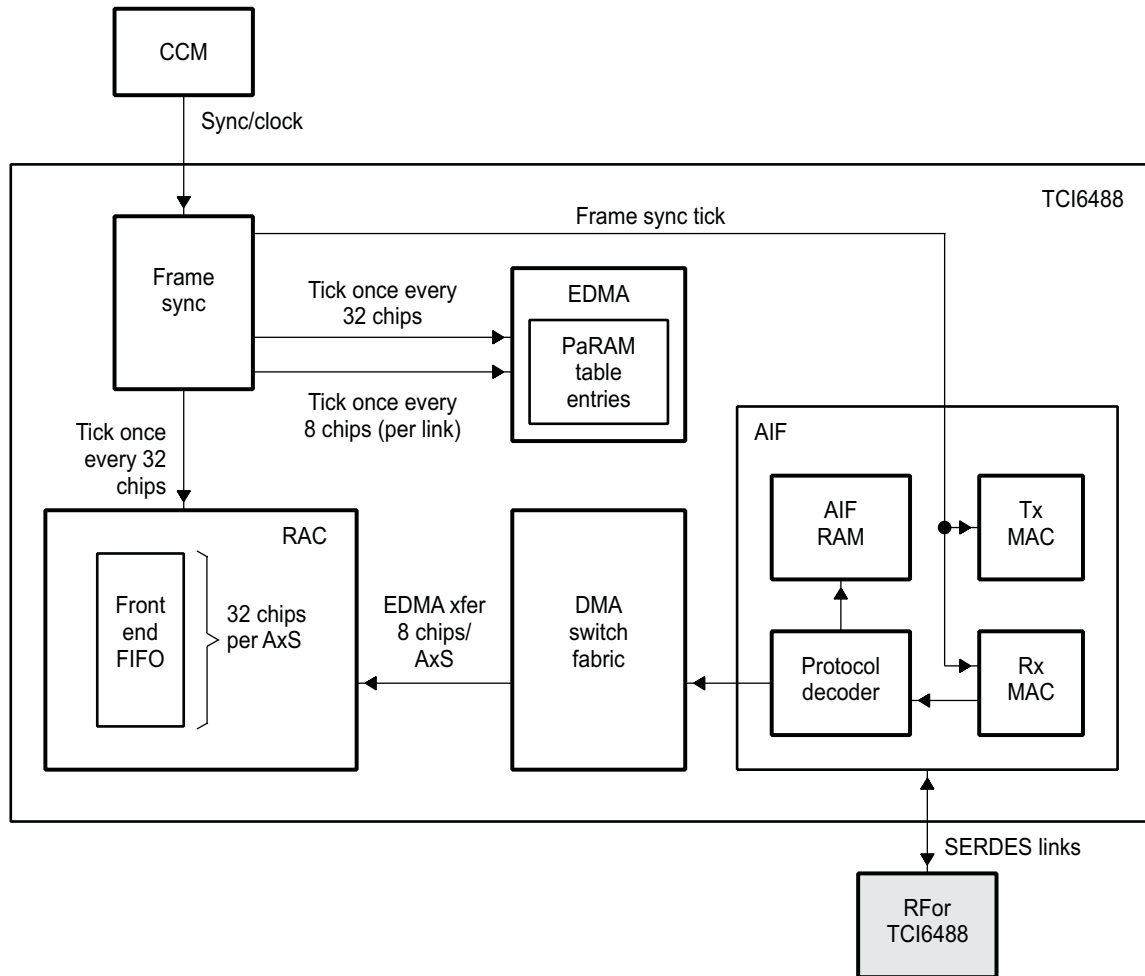 CCM
Sync/clock
TCI6488
Frame sync tick
Frame
sync
Tick once every
32 chips
EDMA
PaRAM
table
entries
Tick once every
8 chips (per link)
Tick once
every 32
chips
AIF
AIF
RAM
Tx
MAC
RAC
Front
end
FIFO
32 chips
per AxS
EDMA xfer
8 chips/
AxS
DMA
switch
fabric
Protocol
decoder
Rx
MAC
SERDES links
RFor
TCI6488